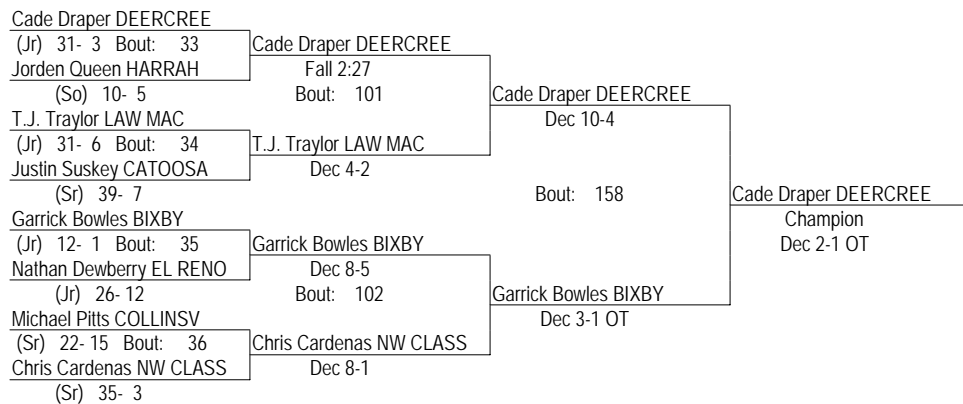 Cade Draper DEERCREE
(Jr) 31- 3 Bout: 33
Cade Draper DEERCREE
Jorden Queen HARRAH
Fall 2:27
(So) 10- 5
Bout: 101
Cade Draper DEERCREE
T.J. Traylor LAW MAC
Dec 10-4
(Jr) 31- 6 Bout: 34
T.J. Traylor LAW MAC
Justin Suskey CATOOSA
Dec 4-2
(Sr) 39- 7
Bout: 158
Cade Draper DEERCREE
Garrick Bowles BIXBY
Champion
(Jr) 12- 1 Bout: 35
Garrick Bowles BIXBY
Dec 2-1 OT
Nathan Dewberry EL RENO
Dec 8-5
(Jr) 26- 12
Bout: 102
Garrick Bowles BIXBY
Michael Pitts COLLINSV
Dec 3-1 OT
(Sr) 22- 15 Bout: 36
Chris Cardenas NW CLASS
Chris Cardenas NW CLASS
Dec 8-1
(Sr) 35- 3